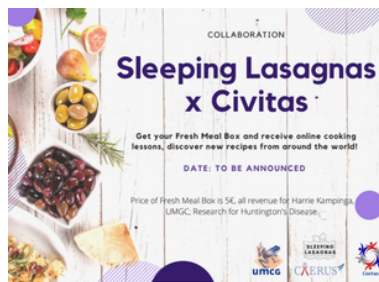 COLLABORATION
Sleeping Lasagnas
x Civitas
Get your Fresh Meal Box and receive online cooking
lessons, discover new recipes from around the world!
DATE: TO BE ANNOUNCED
Price of Fresh Meal Box is 5€, all revenue for Harrie Kampinga,
UMGC; Research for Huntington's Disease.
umcg
CÆRUS
SLEEPING
LASAGNAS